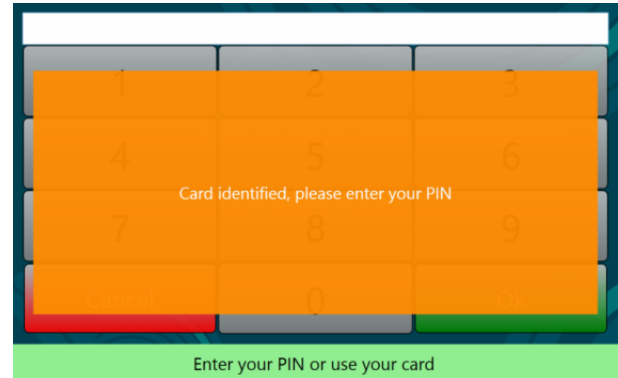 1 2 3
4 5 6
Card identified, please enter your PIN
7 8 9
Cancel 0 Ok
Enter your PIN or use your card